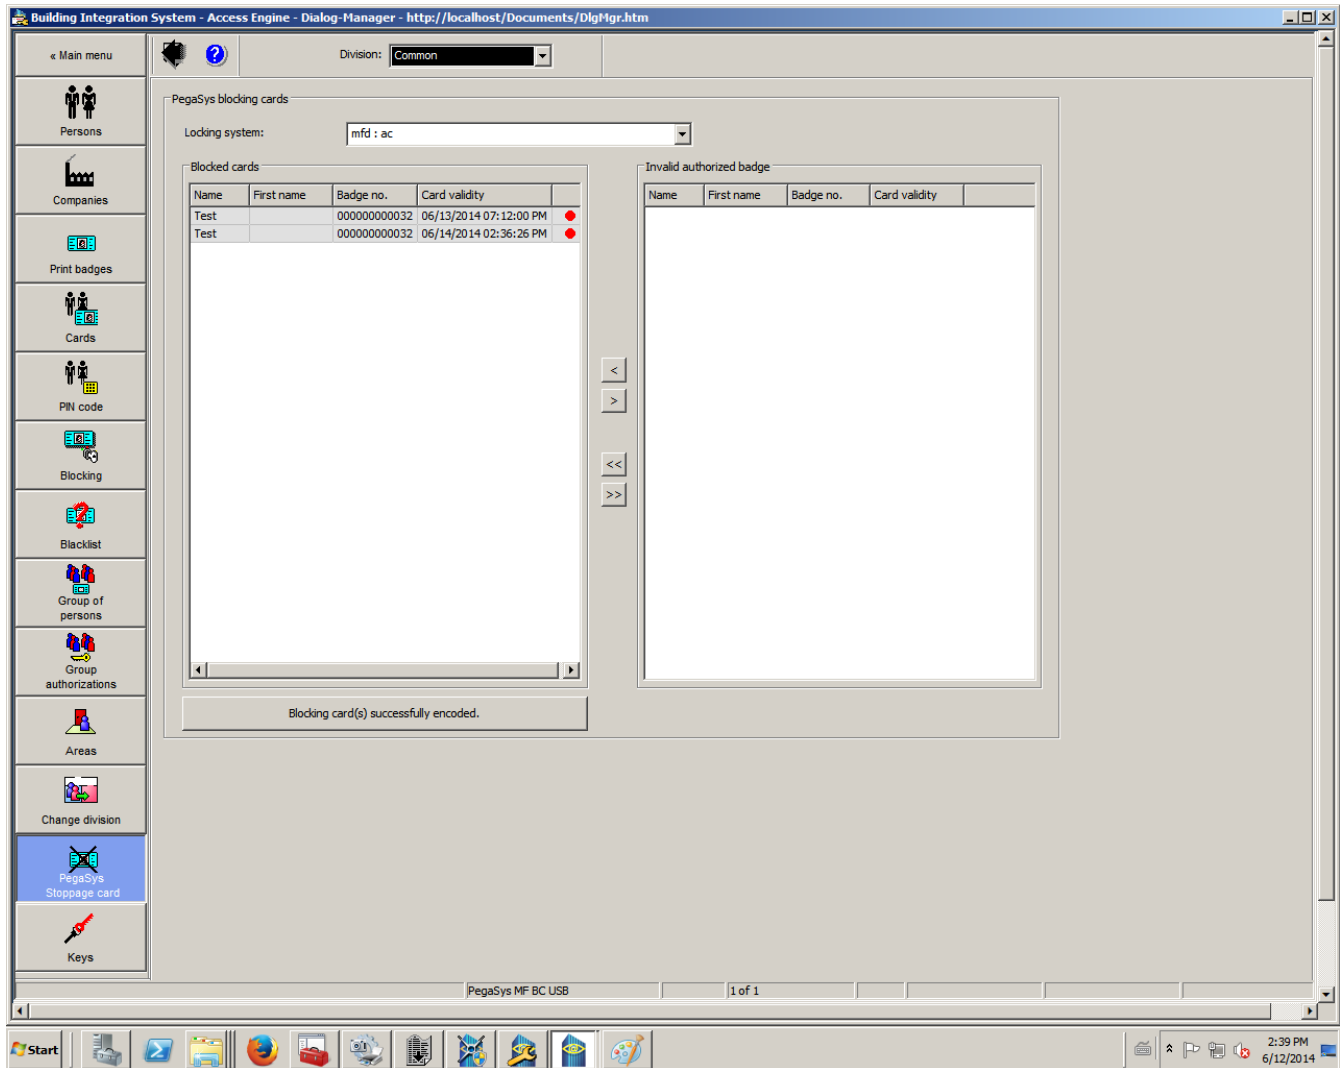 Building Integration System - Access Engine - Dialog-Manager - http://localhost/Documents/DlgMgr.htm
« Main menu
Division: Common
Persons
Companies
Print badges
Cards
PIN code
Blocking
Blacklist
Group of
persons
Group
authorizations
Areas
Change division
PegaSys
Stoppage card
Keys
PegaSys blocking cards
Locking system: mfd : ac
Blocked cards
Name First name Badge no. Card validity
Test 000000000032 06/13/2014 07:12:00 PM
Test 000000000032 06/14/2014 02:36:26 PM
<
>
<<
>>
Invalid authorized badge
Name First name Badge no. Card validity
Blocking card(s) successfully encoded.
PegaSys MF BC USB 1 of 1
Start
2:39 PM
6/12/2014